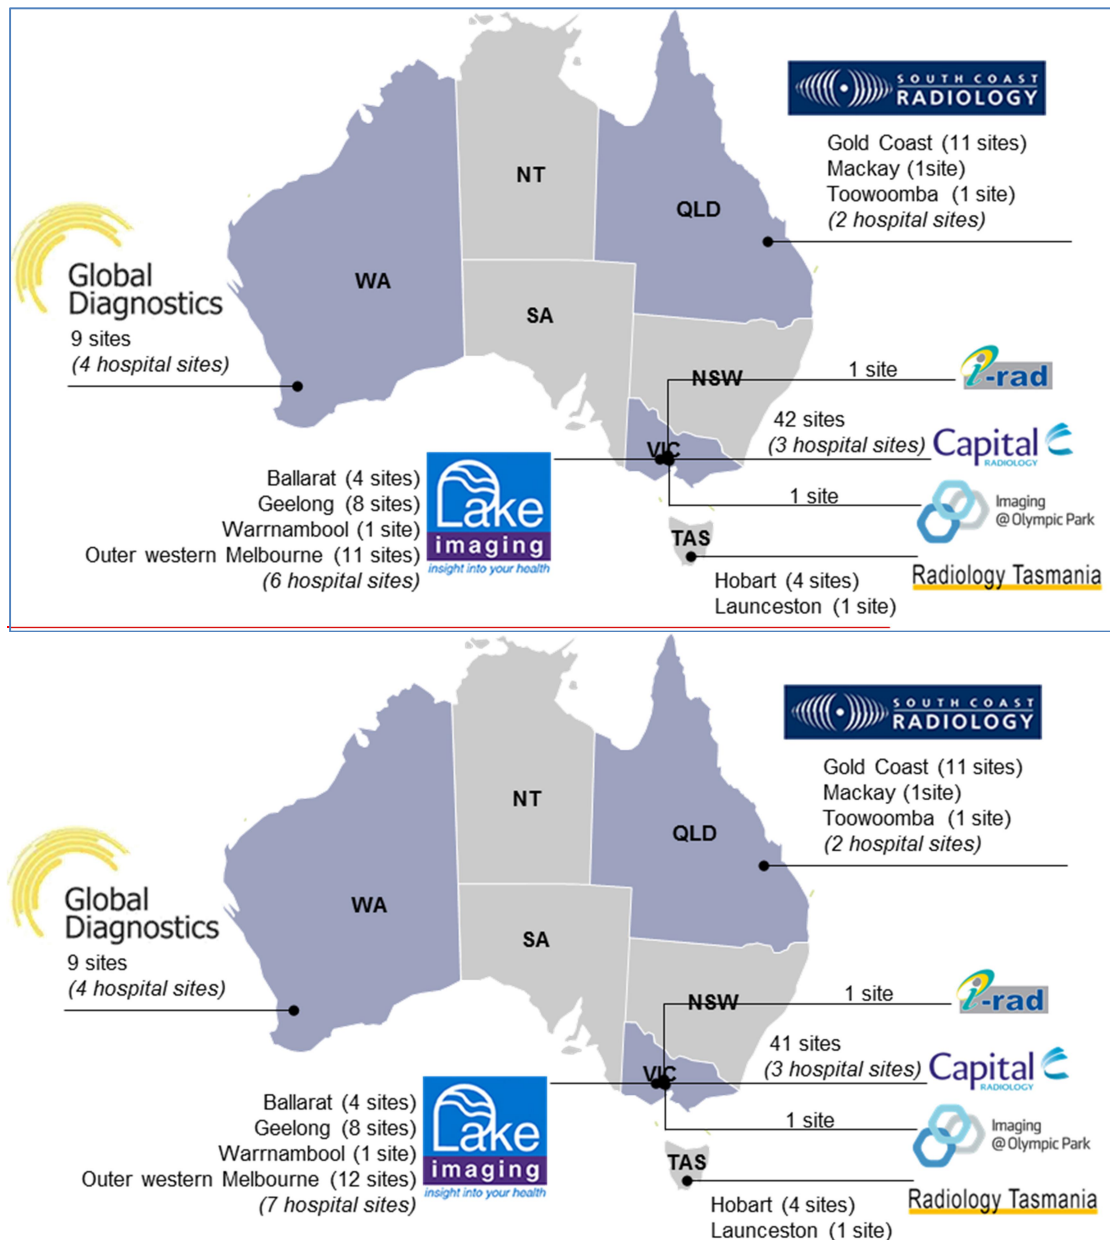 SOUTH COAST
RADIOLOGY
Gold Coast (11 sites)
Mackay (1site)
Toowoomba (1 site)
(2 hospital sites)
NT
QLD
WA
SA
Global
Diagnostics
9 sites
(4 hospital sites)
NSW
1 site
i-rad
42 sites
(3 hospital sites)
Capital
RADIOLOGY
VIC
Ballarat (4 sites)
Geelong (8 sites)
Warrnambool (1 site)
Outer western Melbourne (11 sites)
(6 hospital sites)
Lake
imaging
insight into your health
1 site
Imaging
@Olympic Park
TAS
Hobart (4 sites)
Launceston (1 site)
Radiology Tasmania
SOUTH COAST
RADIOLOGY
Gold Coast (11 sites)
Mackay (1site)
Toowoomba (1 site)
(2 hospital sites)
NT
QLD
WA
SA
Global
Diagnostics
9 sites
(4 hospital sites)
NSW
1 site
i-rad
41 sites
(3 hospital sites)
Capital
RADIOLOGY
VIC
Ballarat (4 sites)
Geelong (8 sites)
Warrnambool (1 site)
Outer western Melbourne (12 sites)
(7 hospital sites)
Lake
imaging
insight into your health
1 site
Imaging
@Olympic Park
TAS
Hobart (4 sites)
Launceston (1 site)
Radiology Tasmania